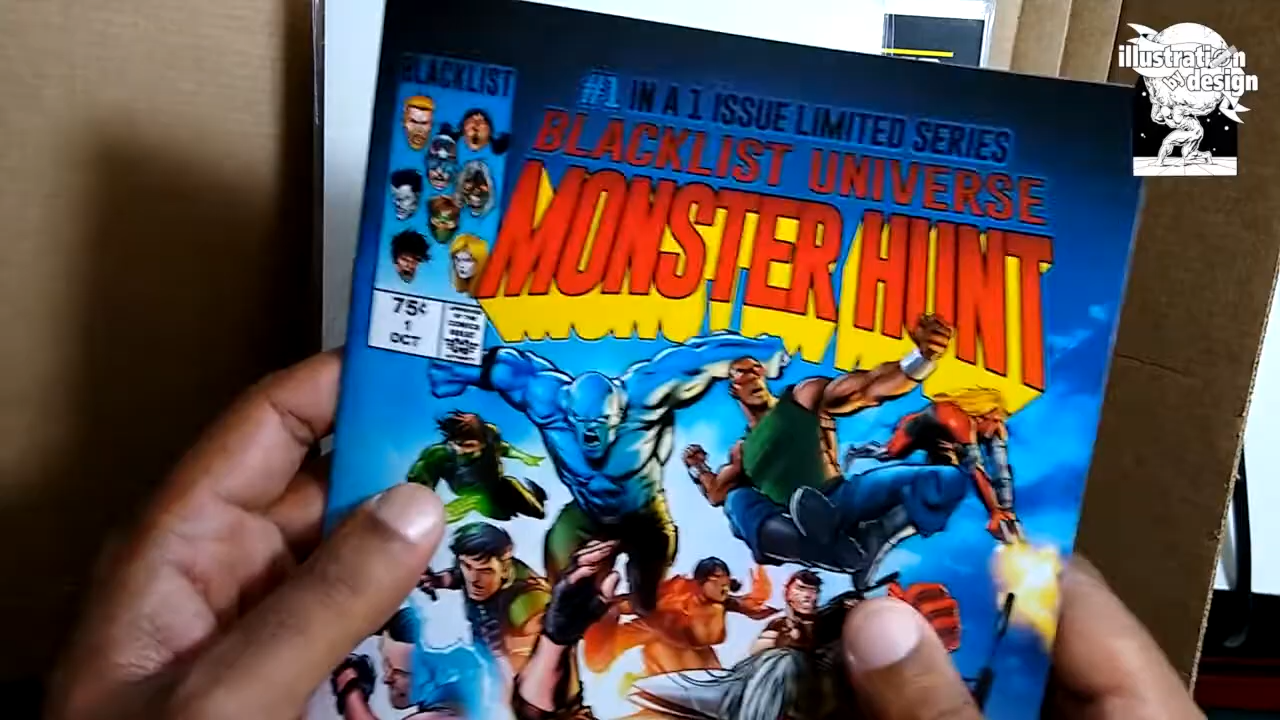 illustration
design
BLACKLIST
#1 IN A 1 ISSUE LIMITED SERIES
BLACKLIST UNIVERSE
MONSTER HUNT
75¢
1
OCT